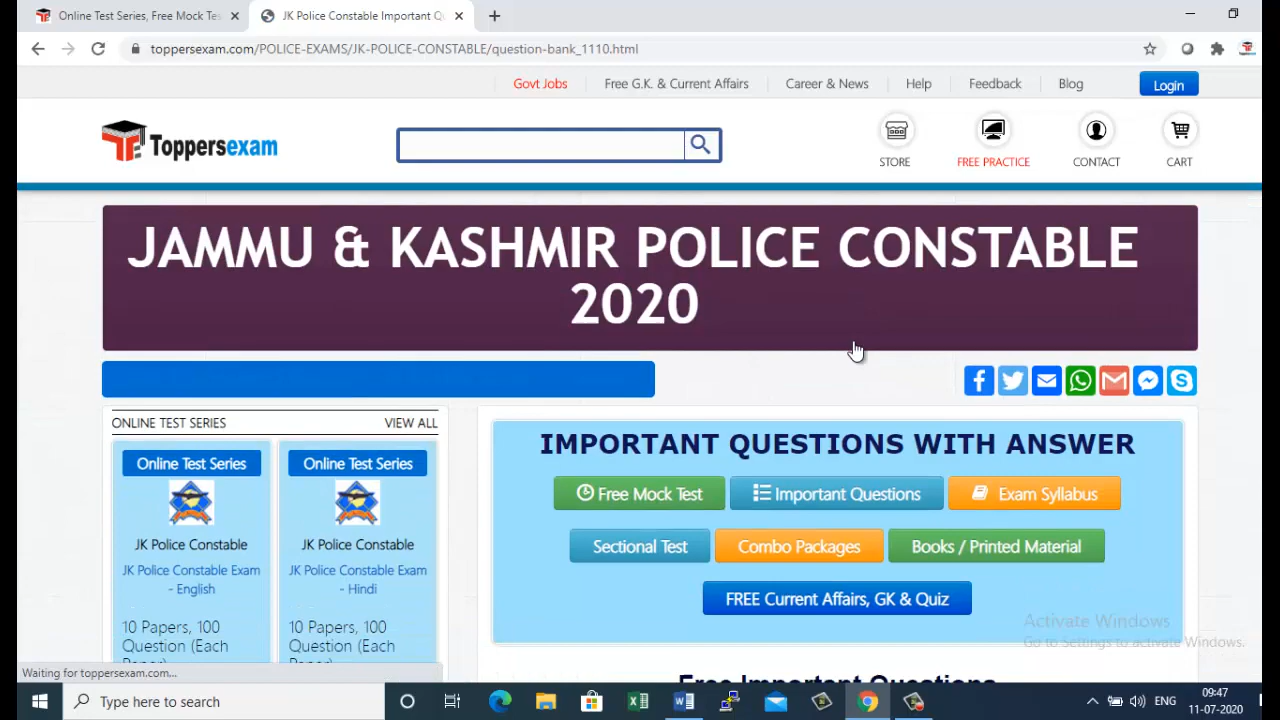 Online Test Series, Free Mock Tes
JK Police Constable Important Q
toppersexam.com/POLICE-EXAMS/JK-POLICE-CONSTABLE/question-bank_1110.html
Govt Jobs
Free G.K. & Current Affairs
Career & News
Help
Feedback
Blog
Login
Toppersexam
STORE
FREE PRACTICE
CONTACT
CART
JAMMU & KASHMIR POLICE CONSTABLE
2020
ONLINE TEST SERIES
VIEW ALL
Online Test Series
JK Police Constable
JK Police Constable Exam
- English
10 Papers, 100
Question (Each
Online Test Series
JK Police Constable
JK Police Constable Exam
- Hindi
10 Papers, 100
Question (Each
IMPORTANT QUESTIONS WITH ANSWER
Free Mock Test
Important Questions
Exam Syllabus
Sectional Test
Combo Packages
Books / Printed Material
FREE Current Affairs, GK & Quiz
Activate Windows
Go to Settings to activate Windows.
Free Important Questions
Waiting for toppersexam.com...
Type here to search
ENG
09:47
11-07-2020